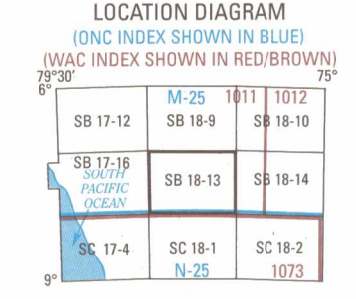 LOCATION DIAGRAM
(ONC INDEX SHOWN IN BLUE)
(WAC INDEX SHOWN IN RED/BROWN)
79°30' 75°
6°
M-25 1011 1012
SB 17-12 SB 18-9 SB 18-10
SB 17-16
SOUTH
PACIFIC
OCEAN
SB 18-13 SB 18-14
SC 17-4 SC 18-1 SC 18-2
N-25 1073
9°